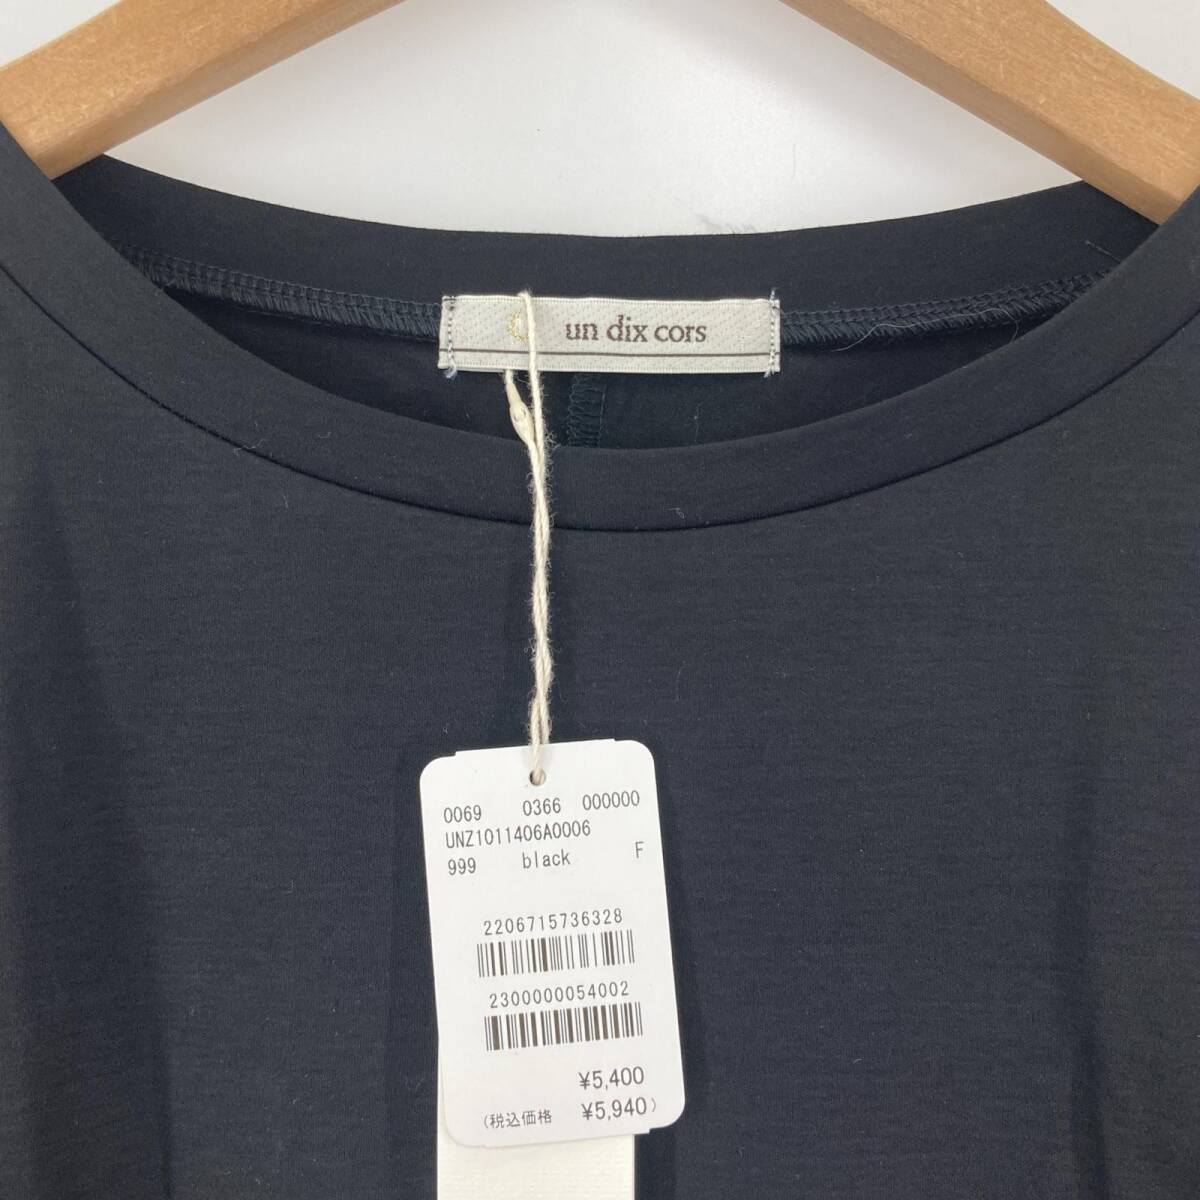 un dix cors
0069 0366 000000
UNZ1011406A0006
999 black F
2206715736328
2300000054002
¥5,400
(税込価格 ¥5,940)